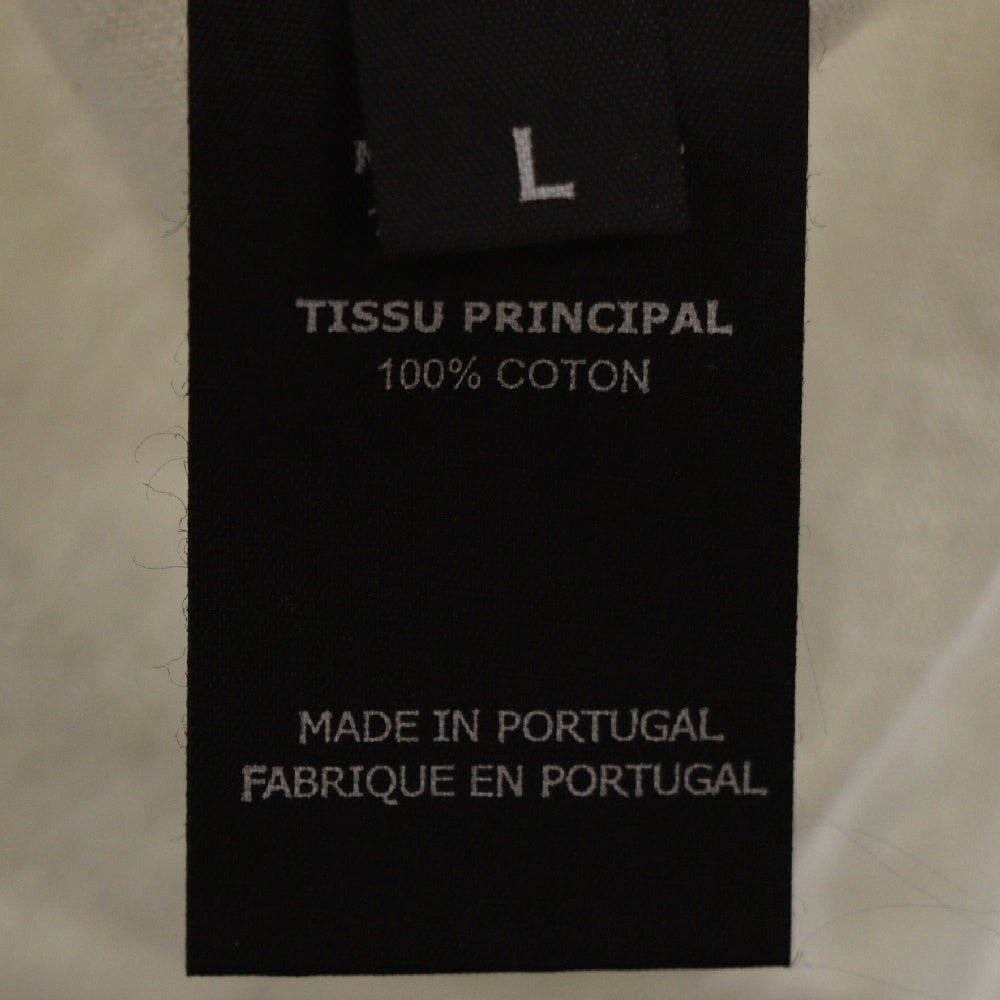 L
TISSU PRINCIPAL
100% COTON
MADE IN PORTUGAL
FABRIQUE EN PORTUGAL